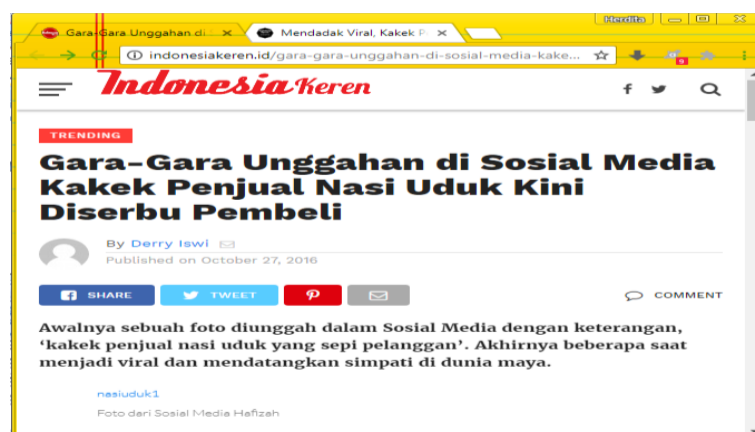 Herdita
Gara-Gara Unggahan di
Mendadak Viral, Kakek P
indonesiakeren.id/gara-gara-unggahan-di-sosial-media-kake...
Indonesia Keren
TRENDING
Gara-Gara Unggahan di Sosial Media
Kakek Penjual Nasi Uduk Kini
Diserbu Pembeli
By Derry Iswi
Published on October 27, 2016
SHARE
TWEET
COMMENT
Awalnya sebuah foto diunggah dalam Sosial Media dengan keterangan,
‘kakek penjual nasi uduk yang sepi pelanggan’. Akhirnya beberapa saat
menjadi viral dan mendatangkan simpati di dunia maya.
nasiuduk1
Foto dari Sosial Media Hafizah